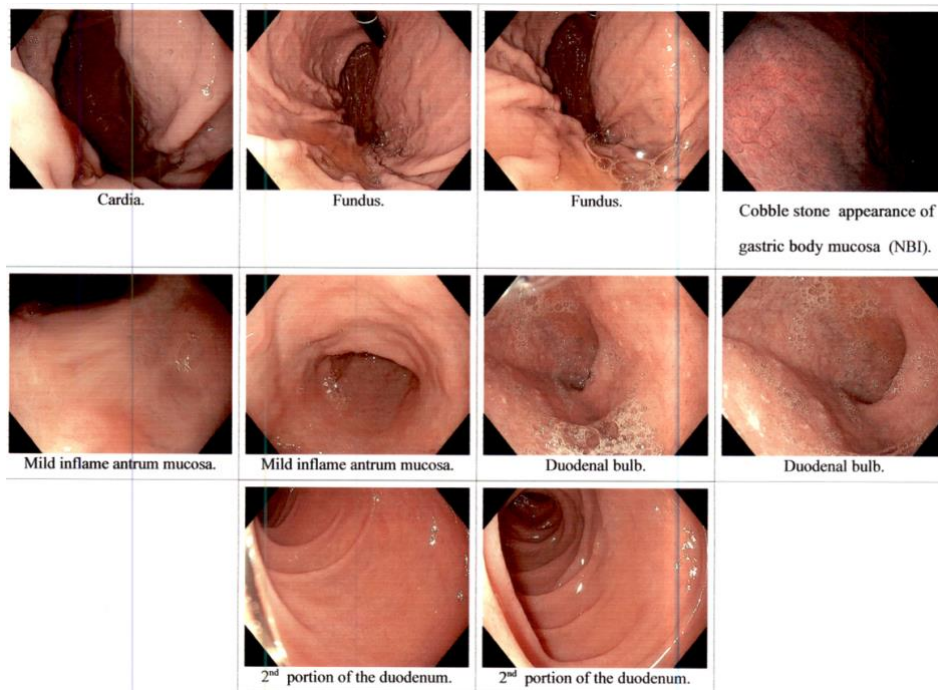 Cardia.
Fundus.
Fundus.
Cobble stone appearance of
gastric body mucosa (NBI).
Mild inflame antrum mucosa.
Mild inflame antrum mucosa.
Duodenal bulb.
Duodenal bulb.
2nd portion of the duodenum.
2nd portion of the duodenum.